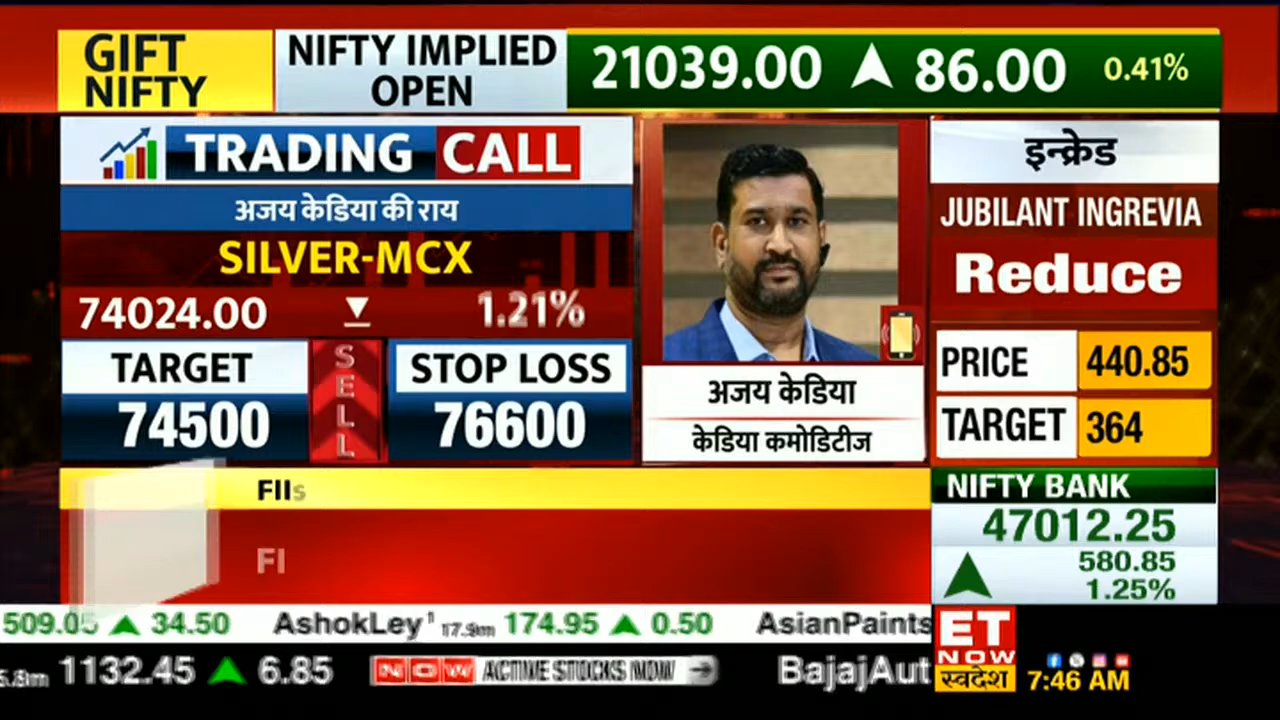 GIFT
NIFTY
NIFTY IMPLIED
OPEN
21039.00 ▲ 86.00 0.41%
TRADING CALL
अजय केडिया की राय
SILVER-MCX
74024.00 ▼ 1.21%
TARGET
74500
SELL
STOP LOSS
76600
अजय केडिया
केडिया कमोडिटीज
इन्क्रेड
JUBILANT INGREVIA
Reduce
PRICE 440.85
TARGET 364
FIIs
FI
NIFTY BANK
47012.25
▲ 580.85
1.25%
509.05 ▲ 34.50 AshokLey 17.9m 174.95 ▲ 0.50 AsianPaints
1132.45 ▲ 6.85 NOW ACTIVE STOCKS NOW → BajajAut
ET
NOW
स्वदेश
7:46 AM